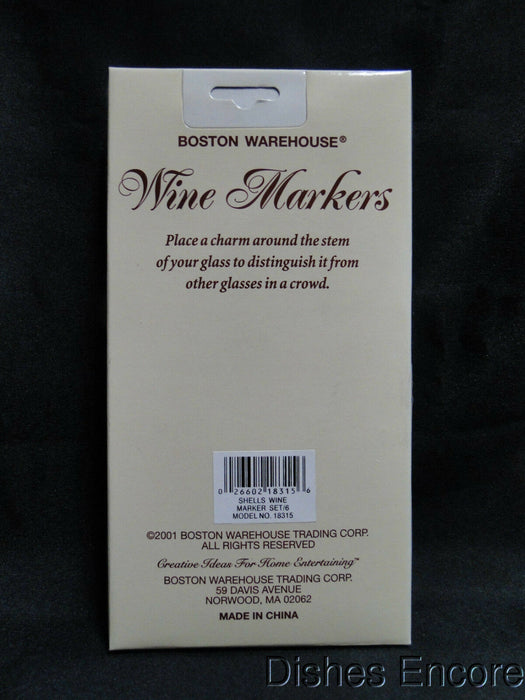 BOSTON WAREHOUSE®
Wine Markers
Place a charm around the stem
of your glass to distinguish it from
other glasses in a crowd.
0 26602 18315 6
SHELLS WINE
MARKER SET/6
MODEL NO. 18315
©2001 BOSTON WAREHOUSE TRADING CORP.
ALL RIGHTS RESERVED
Creative Ideas For Home Entertaining™
BOSTON WAREHOUSE TRADING CORP.
59 DAVIS AVENUE
NORWOOD, MA 02062
MADE IN CHINA
Dishes Encore